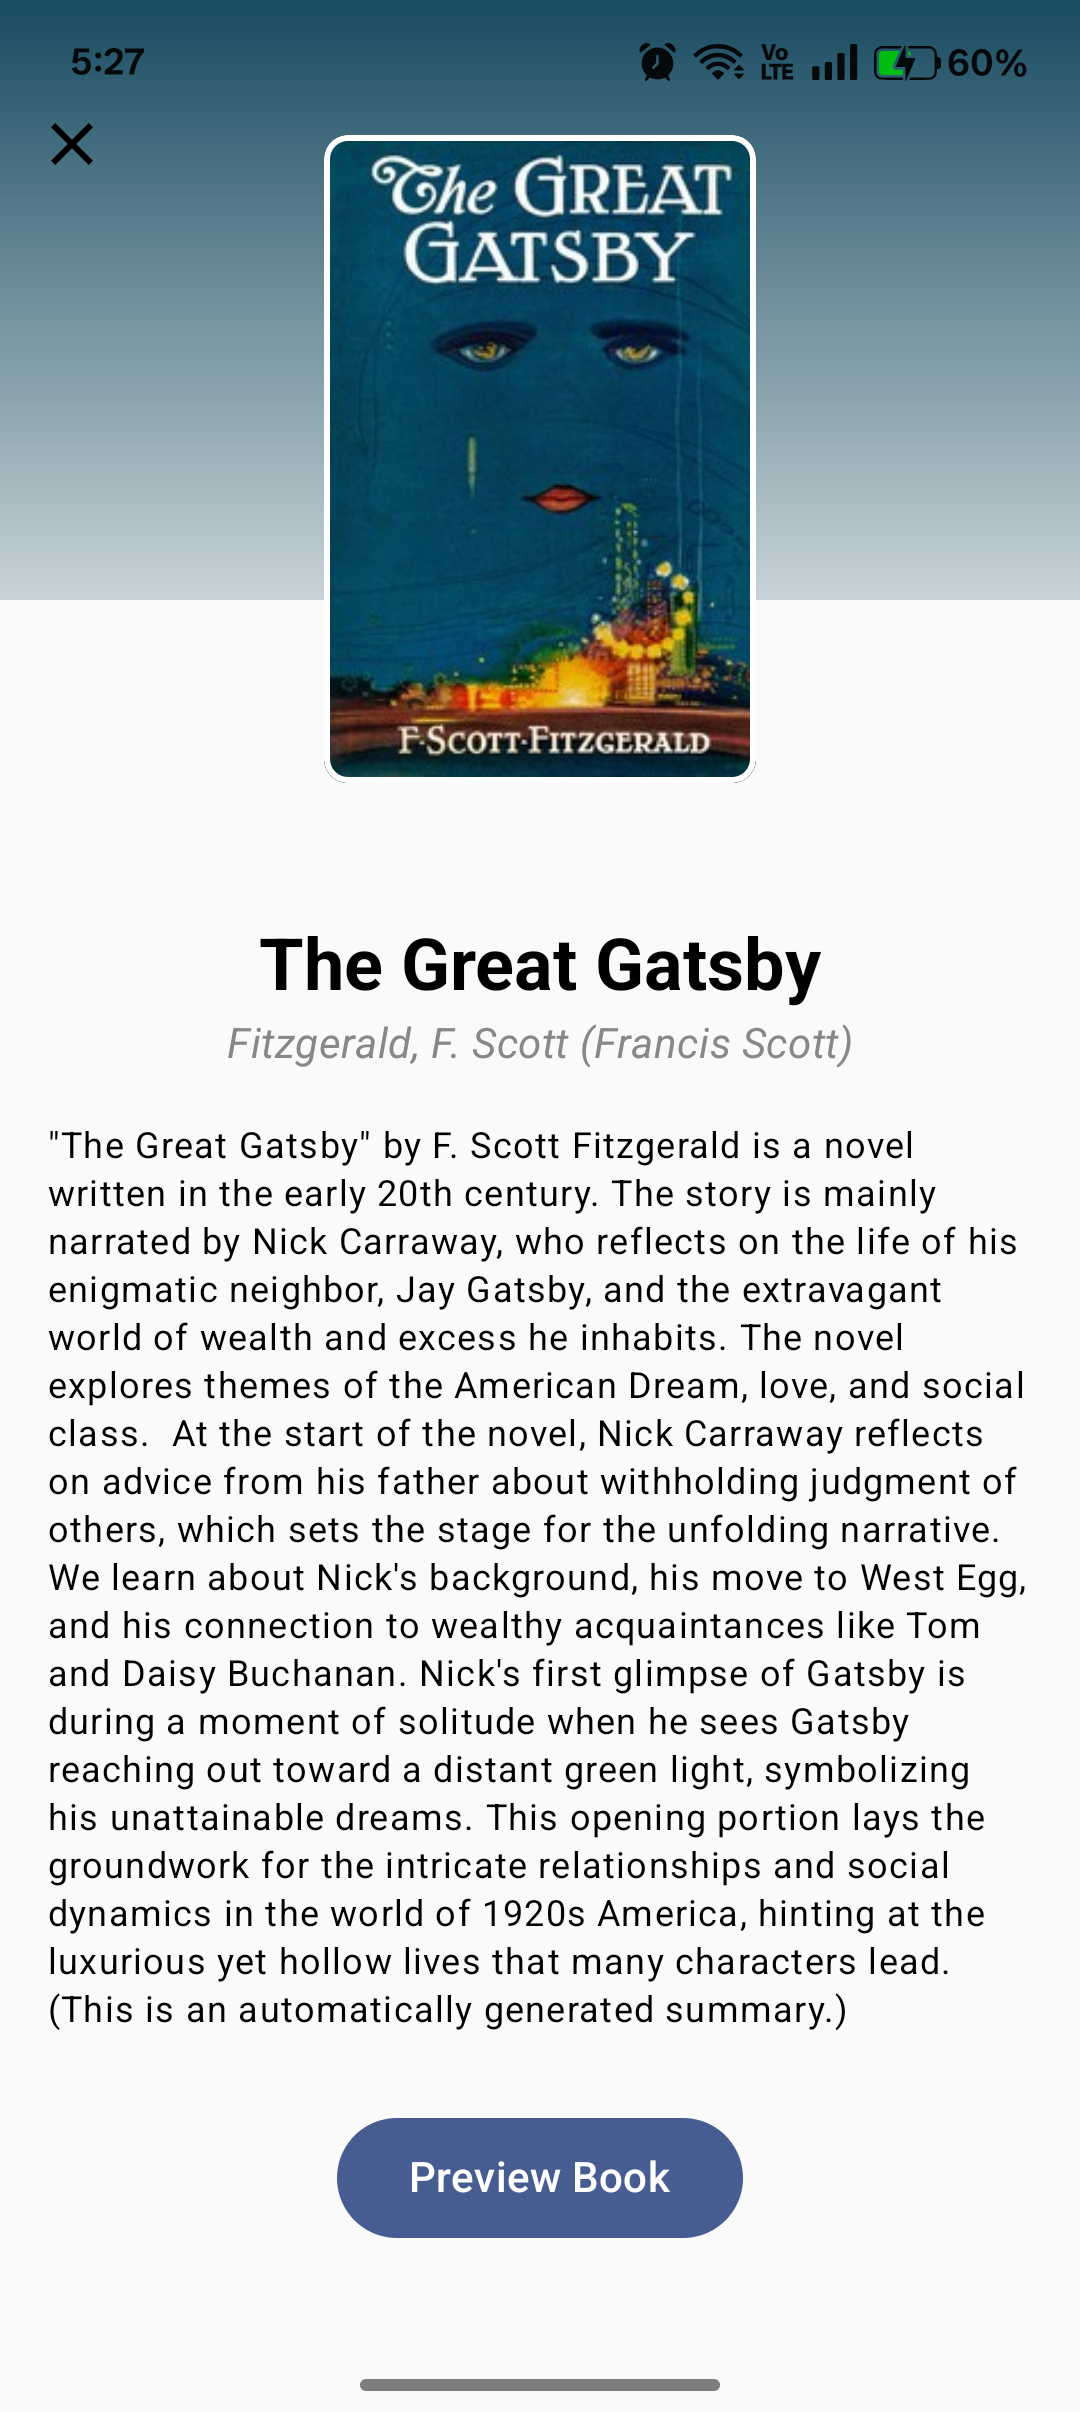 5:27
Vo
LTE
60%
The GREAT
GATSBY
F·SCOTT·FITZGERALD
The Great Gatsby
Fitzgerald, F. Scott (Francis Scott)
"The Great Gatsby" by F. Scott Fitzgerald is a novel
written in the early 20th century. The story is mainly
narrated by Nick Carraway, who reflects on the life of his
enigmatic neighbor, Jay Gatsby, and the extravagant
world of wealth and excess he inhabits. The novel
explores themes of the American Dream, love, and social
class.  At the start of the novel, Nick Carraway reflects
on advice from his father about withholding judgment of
others, which sets the stage for the unfolding narrative.
We learn about Nick's background, his move to West Egg,
and his connection to wealthy acquaintances like Tom
and Daisy Buchanan. Nick's first glimpse of Gatsby is
during a moment of solitude when he sees Gatsby
reaching out toward a distant green light, symbolizing
his unattainable dreams. This opening portion lays the
groundwork for the intricate relationships and social
dynamics in the world of 1920s America, hinting at the
luxurious yet hollow lives that many characters lead.
(This is an automatically generated summary.)
Preview Book